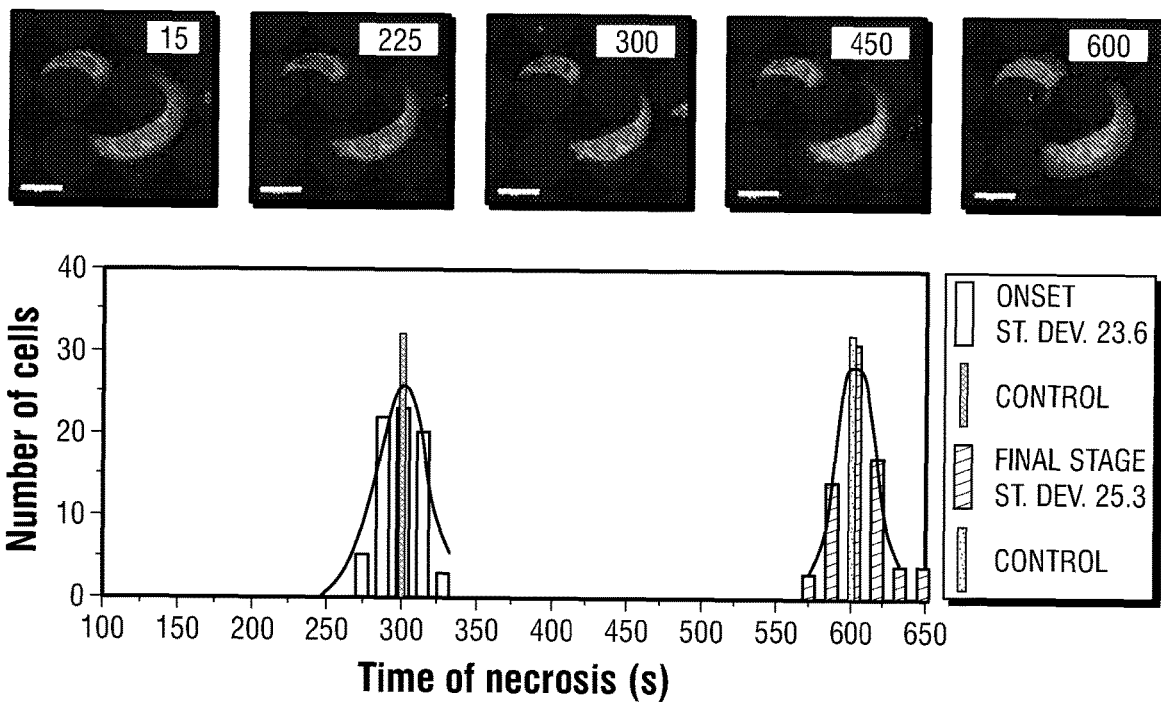 15
225
300
450
600
40
30
20
10
0
Number of cells
100 150 200 250 300 350 400 450 500 550 600 650
Time of necrosis (s)
ONSET
ST. DEV. 23.6
CONTROL
FINAL STAGE
ST. DEV. 25.3
CONTROL